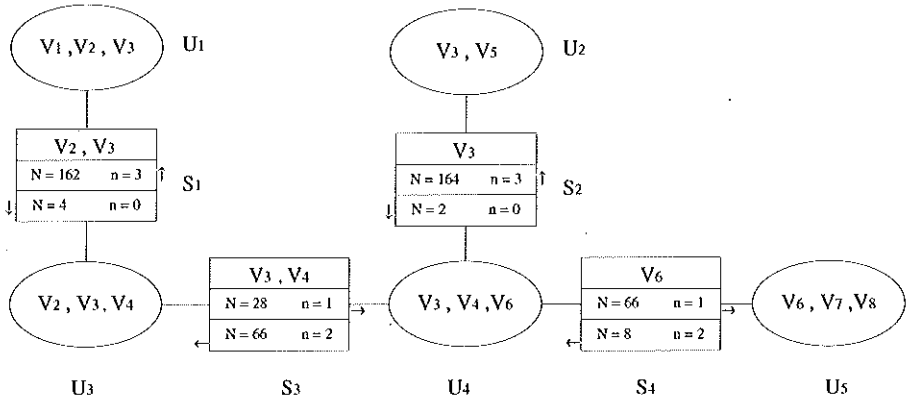 V1 , V2 , V3 U1
V3 , V5 U2
V2 , V3
N = 162 n = 3 ↑
↓ N = 4 n = 0
S1
V3
N = 164 n = 3 ↑
↓ N = 2 n = 0
S2
V2 , V3 , V4
V3 , V4
N = 28 n = 1 →
← N = 66 n = 2
V3 , V4 , V6
V6
N = 66 n = 1 →
← N = 8 n = 2
V6 , V7 , V8
U3 S3 U4 S4 U5